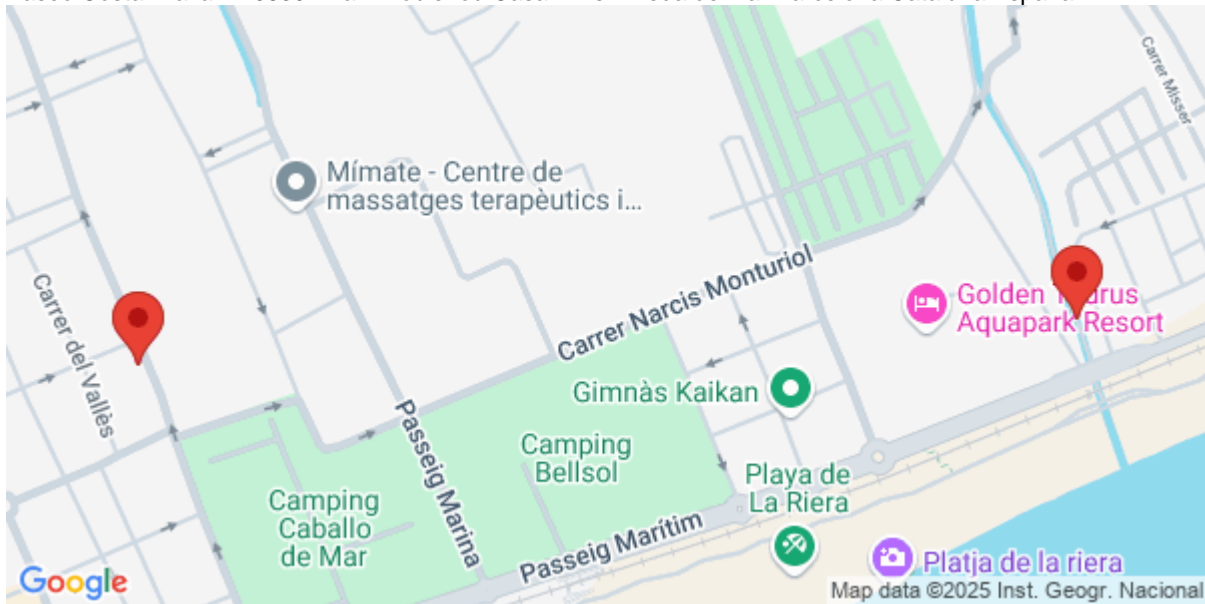 Carrer Misser
Mímate - Centre de
massatges terapèutics i...
Carrer Narcis Monturiol
Golden
Aquapark Resort
Carrer del Vallès
Gimnàs Kaikan
Passeig Marina
Camping
Bellsol
Playa de
La Riera
Camping
Caballo
de Mar
Passeig Marítim
Platja de la riera
Google
Map data ©2025 Inst. Geogr. Nacional